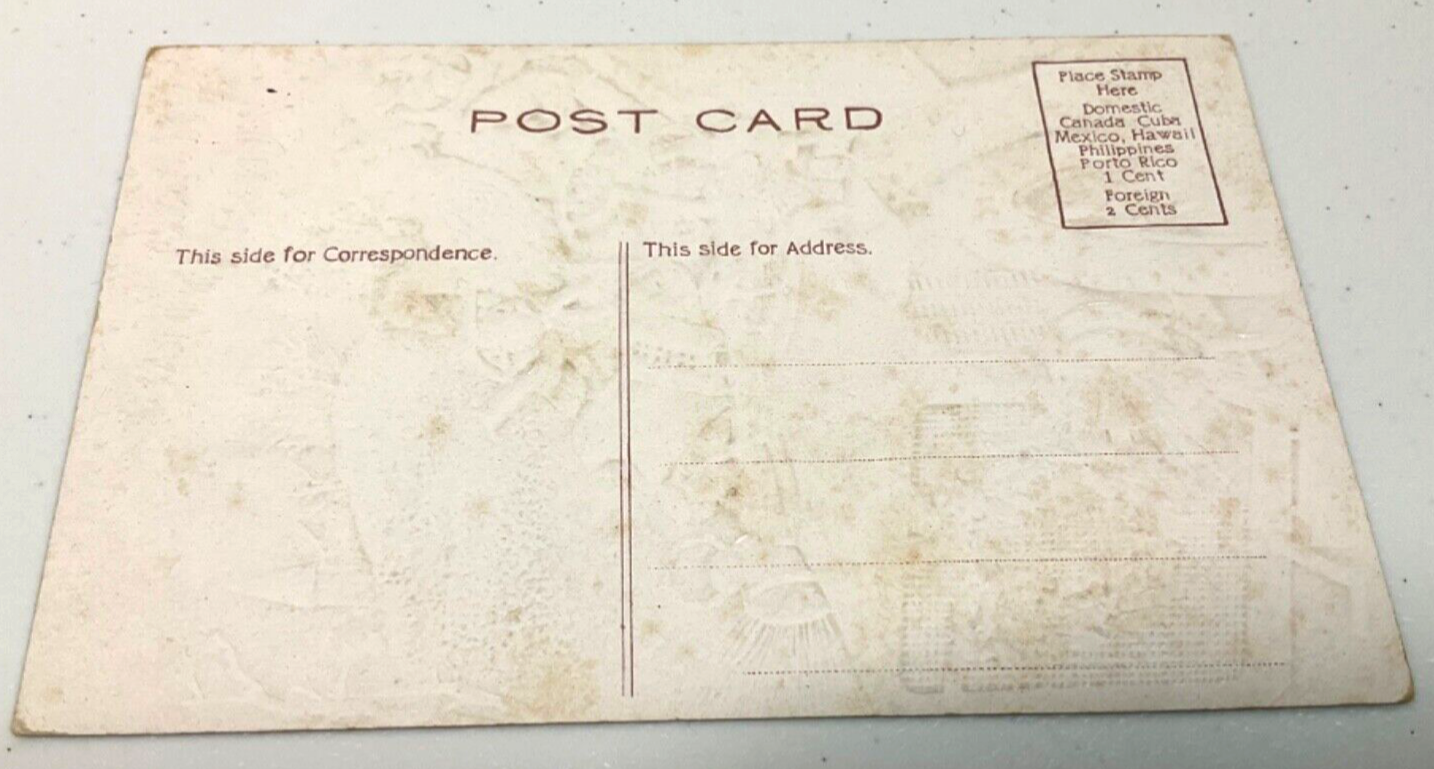 POST CARD
Place Stamp
Here
Domestic
Canada Cuba
Mexico, Hawaii
Philippines
Porto Rico
1 Cent
Foreign
2 Cents
This side for Correspondence.
This side for Address.